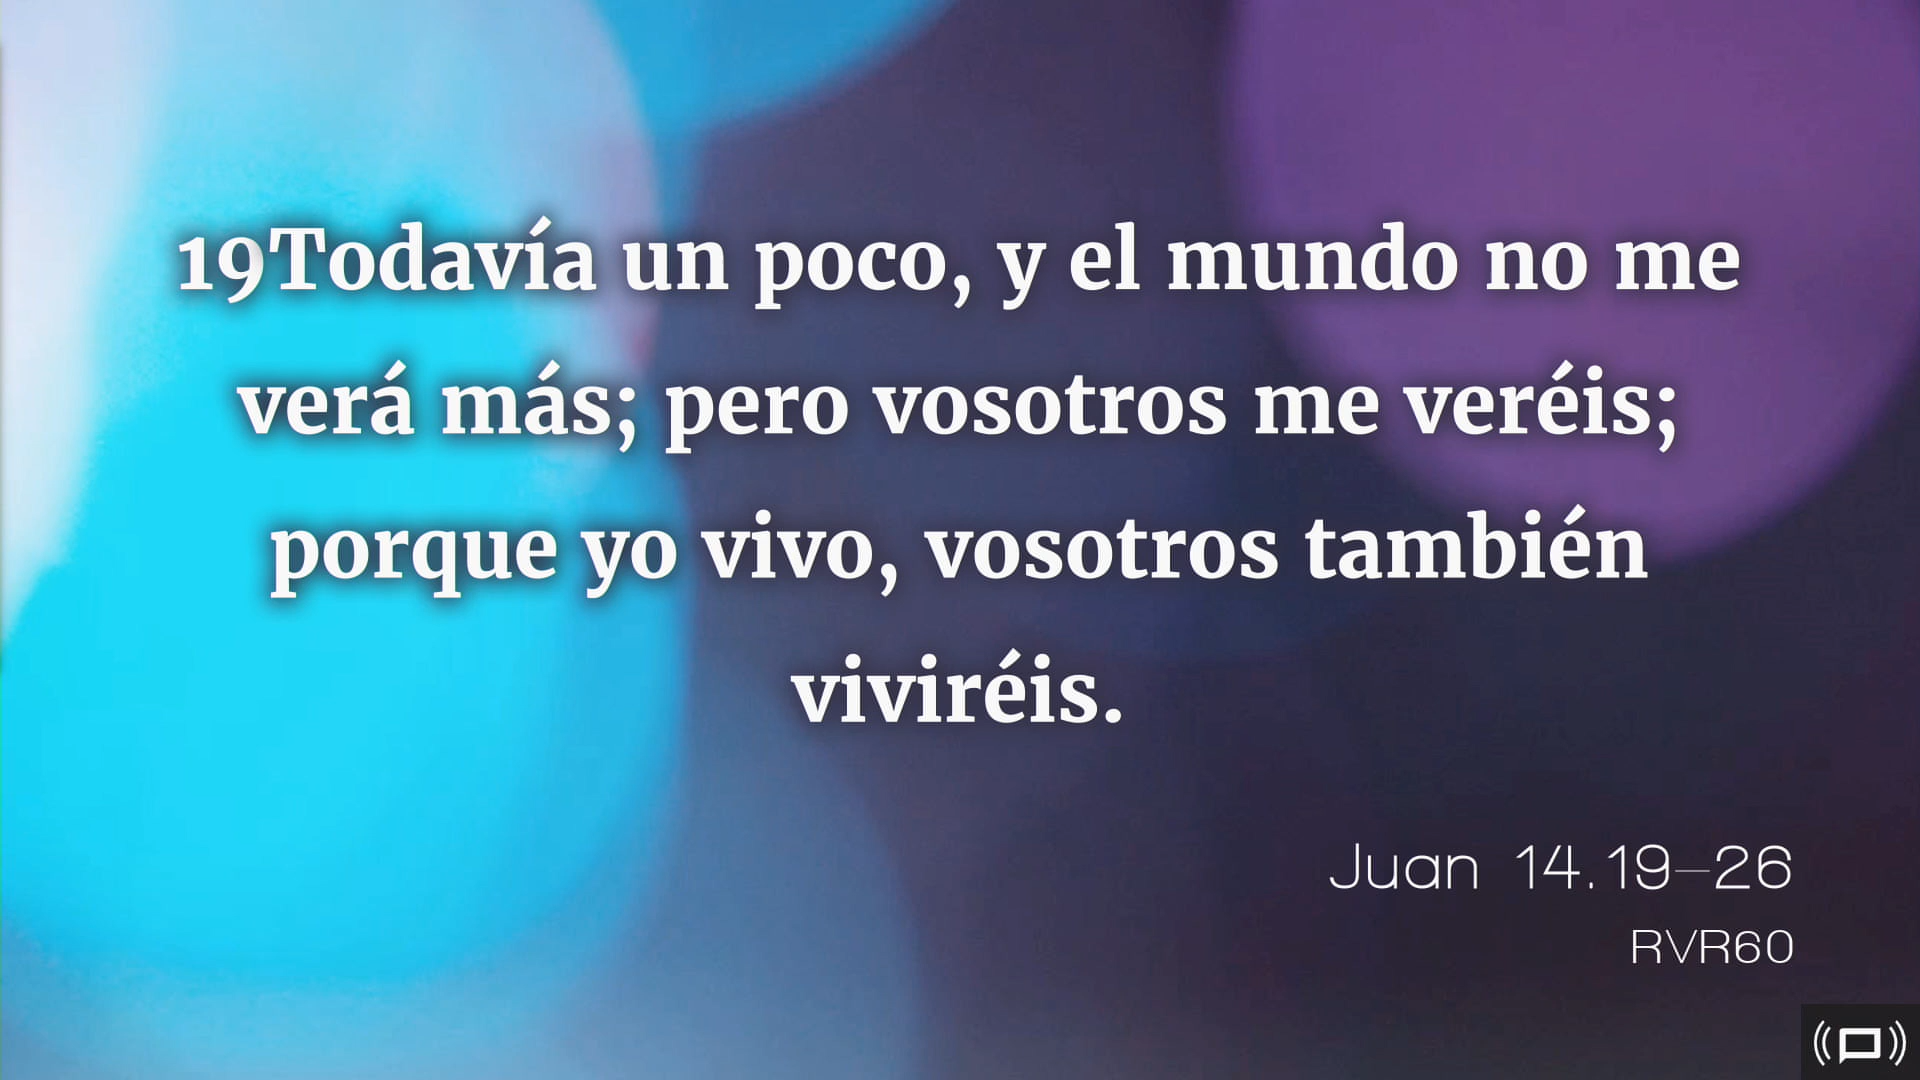 19Todavía un poco, y el mundo no me
verá más; pero vosotros me veréis;
porque yo vivo, vosotros también
viviréis.
Juan 14.19–26
RVR60